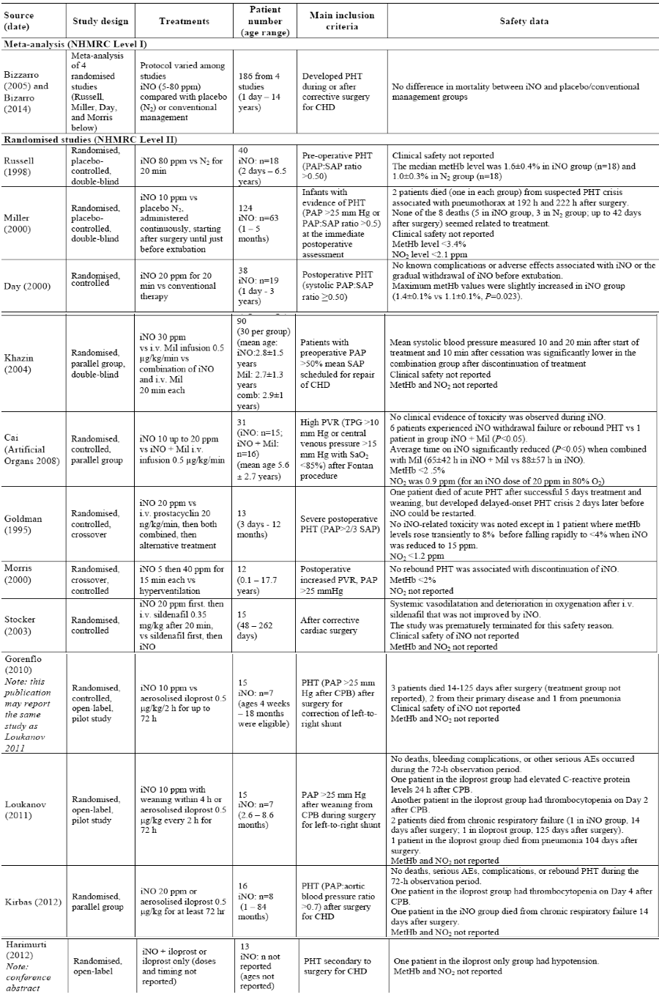 Source
(date)
Study design
Treatments
Patient
number
(age range)
Main inclusion
criteria
Safety data
Meta-analysis (NHMRC Level I)
Bizzarro
(2005) and
Bizarro
(2014)
Meta-analysis
of 4
randomised
studies
(Russell,
Miller, Day,
and Morris
below)
Protocol varied among
studies
iNO (5-80 ppm)
compared with placebo
(N2) or conventional
management
186 from 4
studies
(1 day – 14
years)
Developed PHT
during or after
corrective surgery
for CHD
No difference in mortality between iNO and placebo/conventional
management groups
Randomised studies (NHMRC Level II)
Russell
(1998)
Randomised,
placebo-
controlled,
double-blind
iNO 80 ppm vs N2 for
20 min
40
iNO: n=18
(2 days – 6.5
years)
Pre-operative PHT
(PAP:SAP ratio
>0.50)
Clinical safety not reported
The median metHb level was 1.6±0.4% in iNO group (n=18) and
1.0±0.3% in N2 group (n=18)
Miller
(2000)
Randomised,
placebo-
controlled,
double-blind
iNO 10 ppm vs
placebo N2,
administered
continuously, starting
after surgery until just
before extubation
124
iNO: n=63
(1 – 5
months)
Infants with
evidence of PHT
(PAP >25 mm Hg or
PAP:SAP ratio >0.5)
at the immediate
postoperative
assessment
2 patients died (one in each group) from suspected PHT crisis
associated with pneumothorax at 192 h and 222 h after surgery.
None of the 8 deaths (5 in iNO group, 3 in N2 group; up to 42 days
after surgery) seemed related to treatment.
Clinical safety not reported
MetHb level <3.4%
NO2 level <2.1 ppm
Day (2000)
Randomised,
controlled
iNO 20 ppm for 20
min vs conventional
therapy
38
iNO: n=19
(1 day - 3
years)
Postoperative PHT
(systolic PAP:SAP
ratio ≥0.50)
No known complications or adverse effects associated with iNO or the
gradual withdrawal of iNO before extubation.
Maximum metHb values were slightly increased in iNO group
(1.4±0.1% vs 1.1±0.1%, P=0.023).
Khazin
(2004)
Randomised,
parallel group,
double-blind
iNO 30 ppm
vs i.v. Mil infusion 0.5
µg/kg/min vs
combination of iNO
and i.v. Mil
20 min each
90
(30 per group)
(mean age:
iNO:2.8±1.5
years
Mil: 2.7±1.3
years
comb: 2.9±1
years)
Patients with
preoperative PAP
>50% mean SAP
scheduled for repair
of CHD
Mean systolic blood pressure measured 10 and 20 min after start of
treatment and 10 min after cessation was significantly lower in the
combination group after discontinuation of treatment
Clinical safety not reported
MetHb and NO2 not reported
Cai
(Artificial
Organs 2008)
Randomised,
controlled,
parallel group
iNO 10 up to 20 ppm
vs iNO + Mil i.v.
infusion 0.5 µg/kg/min
31
(iNO: n=15;
iNO + Mil:
n=16)
(mean age 5.6
± 2.7 years)
High PVR (TPG >10
mm Hg or central
venous pressure >15
mm Hg with SaO2
<85%) after Fontan
procedure
No clinical evidence of toxicity was observed during iNO.
6 patients experienced iNO withdrawal failure or rebound PHT vs 1
patient in group iNO + Mil (P<0.05).
Average time on iNO significantly reduced (P<0.05) when combined
with Mil (65±42 h in iNO + Mil vs 88±57 h in iNO).
MetHb <2 .5%
NO2 was 0.9 ppm (for an iNO dose of 20 ppm in 80% O2)
Goldman
(1995)
Randomised,
controlled,
crossover
iNO 20 ppm vs
i.v. prostacyclin 20
ng/kg/min, then both
combined, then
alternative treatment
13
(3 days - 12
months)
Severe postoperative
PHT (PAP>2/3 SAP)
One patient died of acute PHT after successful 5 days treatment and
weaning, but developed delayed-onset PHT crisis 2 days later before
iNO could be restarted.
No iNO-related toxicity was noted except in 1 patient where metHb
levels rose transiently to 8% before falling rapidly to <4% when iNO
was reduced to 15 ppm.
NO2 <1.2 ppm
Morris
(2000)
Randomised,
crossover,
controlled
iNO 5 then 40 ppm for
15 min each vs
hyperventilation
12
(0.1 – 17.7
years)
Postoperative
increased PVR, PAP
>25 mmHg
No rebound PHT was associated with discontinuation of iNO.
MetHb <2%
NO2 not reported
Stocker
(2003)
Randomised,
controlled
iNO 20 ppm first. then
i.v. sildenafil 0.35
mg/kg after 20 min,
vs sildenafil first, then
iNO
15
(48 – 262
days)
After corrective
cardiac surgery
Systemic vasodilatation and deterioration in oxygenation after i.v.
sildenafil that was not improved by iNO.
The study was prematurely terminated for this safety reason.
Clinical safety of iNO not reported
MetHb and NO2 not reported
Gorenflo
(2010)
Note: this
publication
may report
the same
study as
Loukanov
2011
Randomised,
controlled,
open-label,
pilot study
iNO 10 ppm vs
aerosolised iloprost 0.5
µg/kg/2 h for up to
72 h
15
iNO: n=7
(ages 4 weeks
– 18 months
were eligible)
PHT (PAP >25 mm
Hg after CPB) after
surgery for
correction of left-to-
right shunt
3 patients died 14-125 days after surgery (treatment group not
reported), 2 from their primary disease and 1 from pneumonia
Clinical safety of iNO not reported
MetHb and NO2 not reported
Loukanov
(2011)
Randomised,
open-label,
pilot study
iNO 10 ppm with
weaning within 4 h or
aerosolised iloprost 0.5
µg/kg every 2 h for
72 h
15
iNO: n=7
(2.6 – 8.6
months)
PAP >25 mm Hg
after weaning from
CPB during surgery
for left-to-right shunt
No deaths, bleeding complications, or other serious AEs occurred
during the 72-h observation period.
One patient in the iloprost group had elevated C-reactive protein
levels 24 h after CPB.
Another patient in the iloprost group had thrombocytopenia on Day 2
after CPB.
2 patients died from chronic respiratory failure (1 in iNO group, 14
days after surgery; 1 in iloprost group, 125 days after surgery).
1 patient in the iloprost group died from pneumonia 104 days after
surgery.
MetHb and NO2 not reported
Kirbas (2012)
Randomised,
parallel group
iNO 20 ppm or
aerosolised iloprost 0.5
µg/kg for at least 72 hr
16
iNO: n=8
(1 – 84
months)
PHT (PAP:aortic
blood pressure ratio
>0.7) after surgery
for CHD
No deaths, serious AEs, complications, or rebound PHT during the
72-h observation period.
One patient in the iloprost group had thrombocytopenia on Day 4 after
CPB.
One patient in the iNO group died from chronic respiratory failure 14
days after surgery.
MetHb and NO2 not reported
Harimurti
(2012)
Note:
conference
abstract
Randomised,
open-label
iNO + iloprost or
iloprost only (doses
and timing not
reported)
13
iNO: n not
reported
(ages not
reported)
PHT secondary to
surgery for CHD
One patient in the iloprost only group had hypotension.
MetHb and NO2 not reported